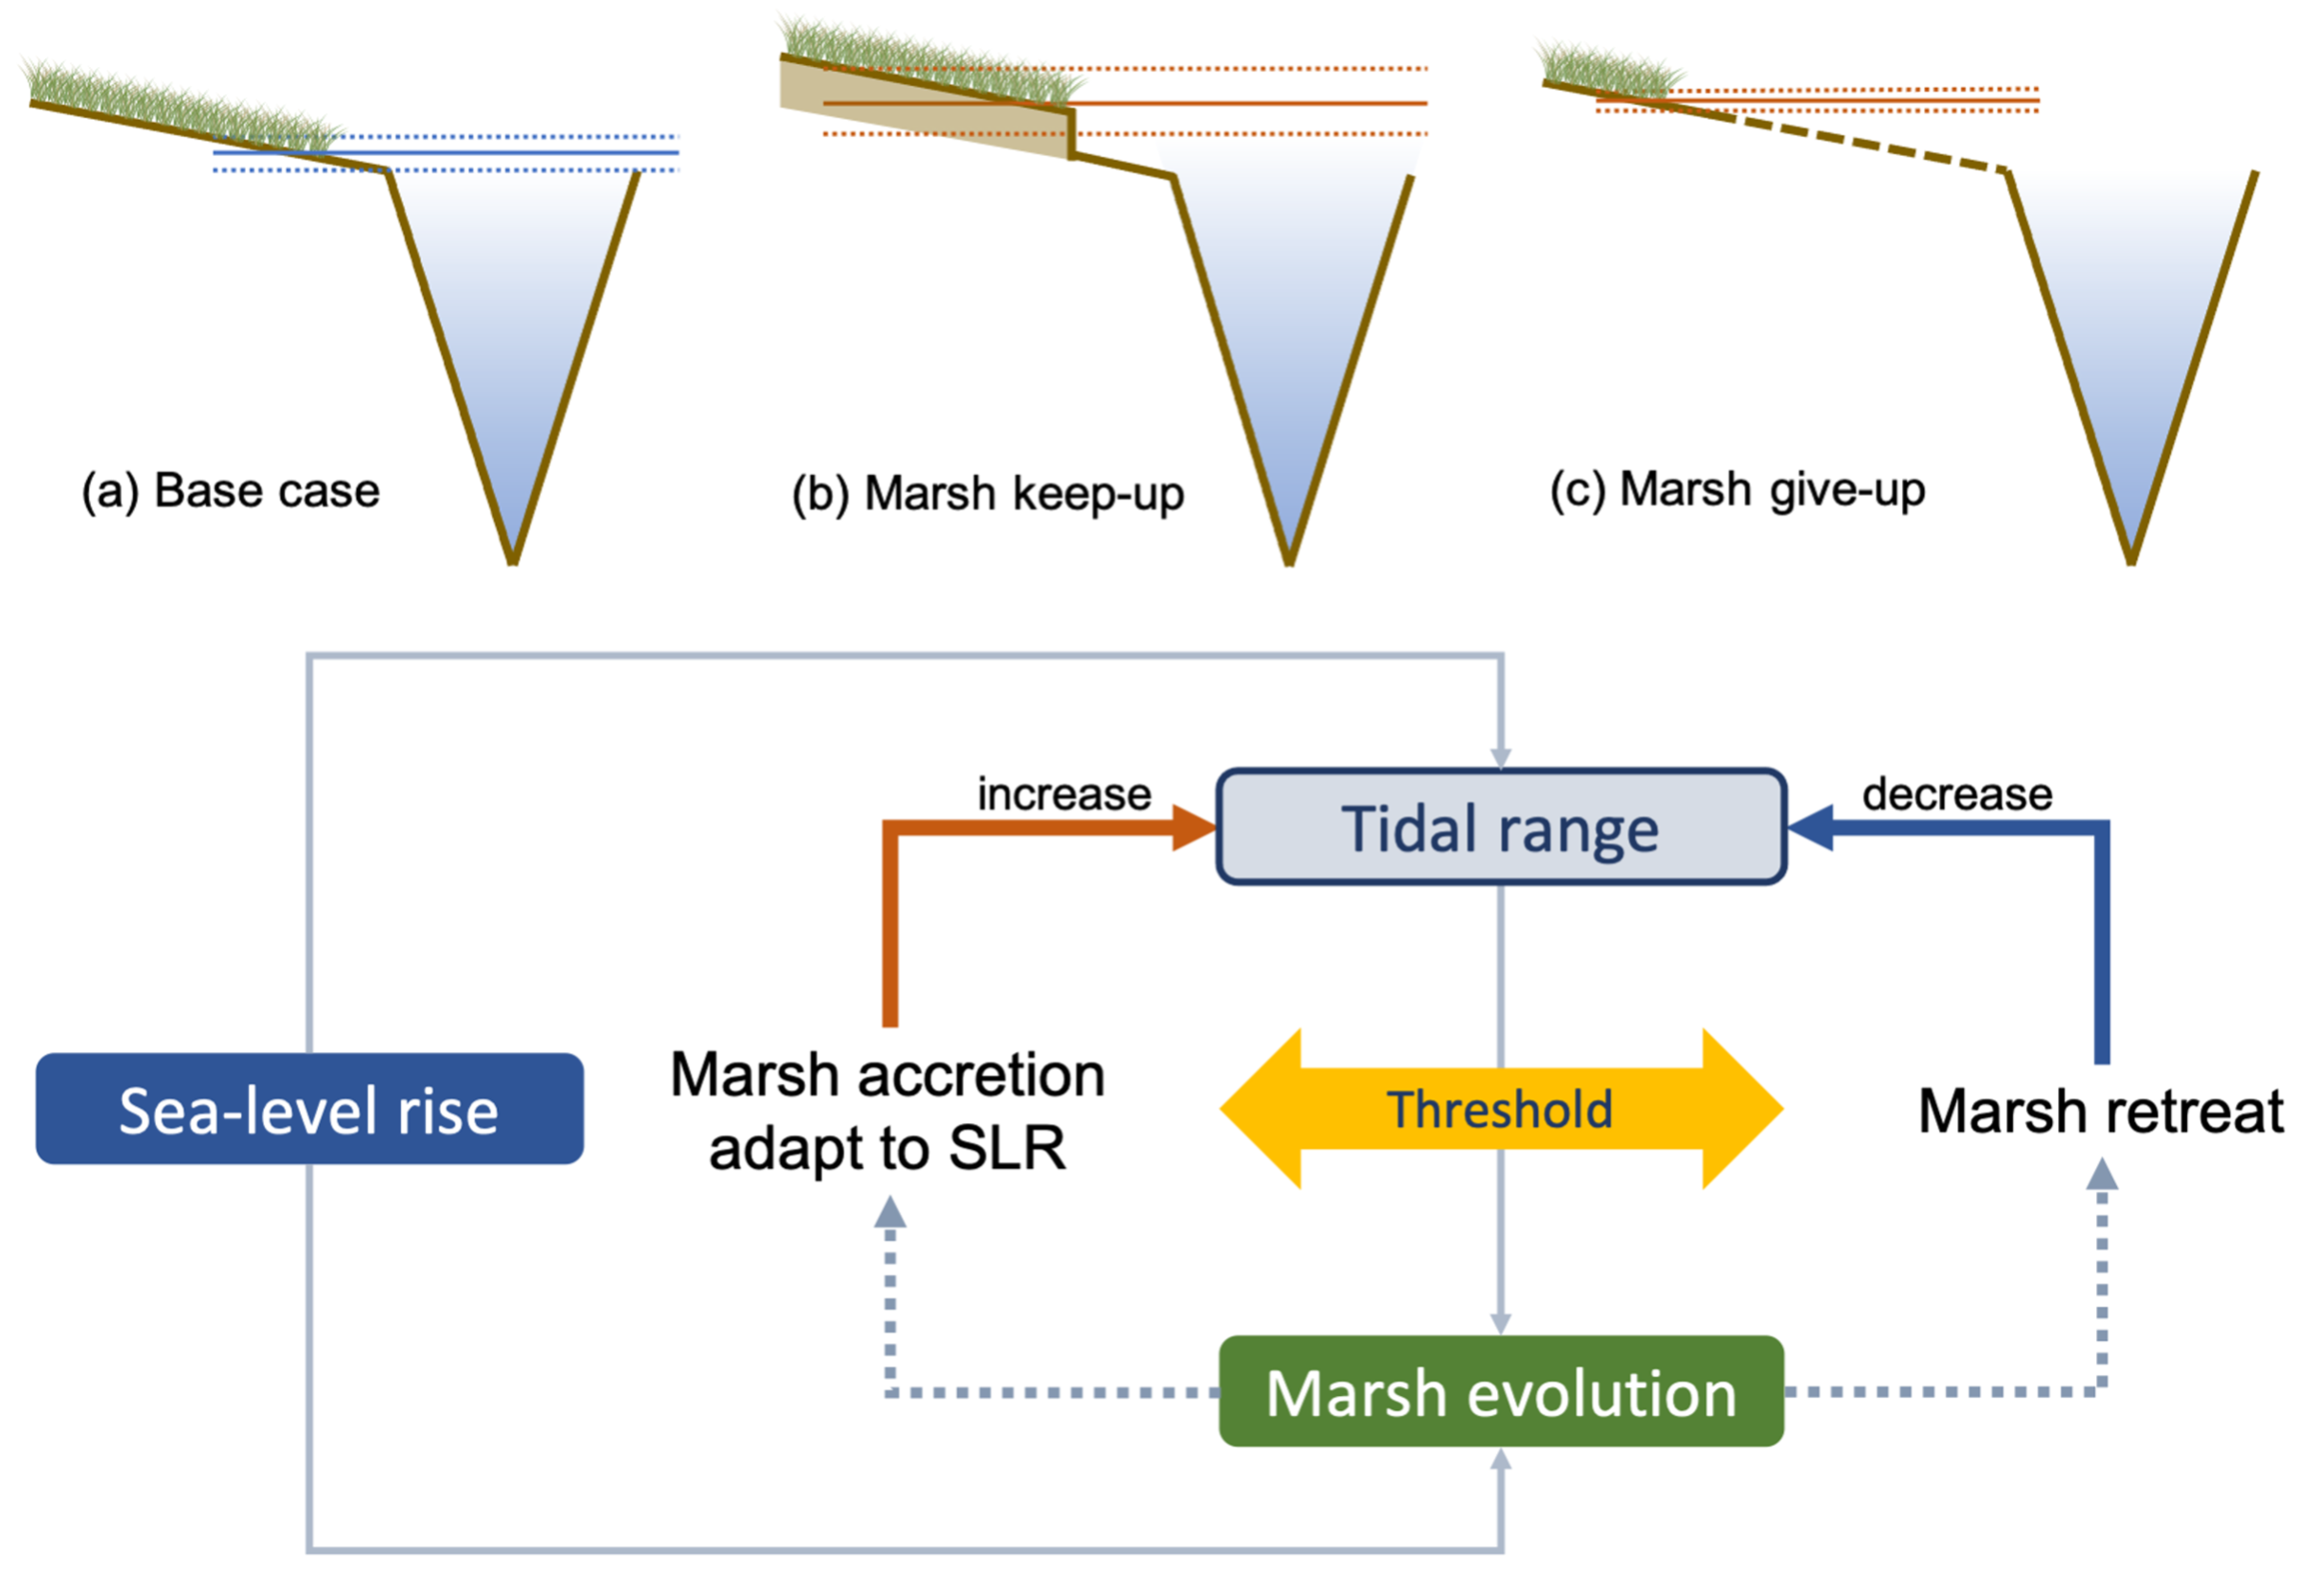 (a) Base case
(b) Marsh keep-up
(c) Marsh give-up
increase
Tidal range
decrease
Sea-level rise
Marsh accretion
adapt to SLR
Threshold
Marsh retreat
Marsh evolution